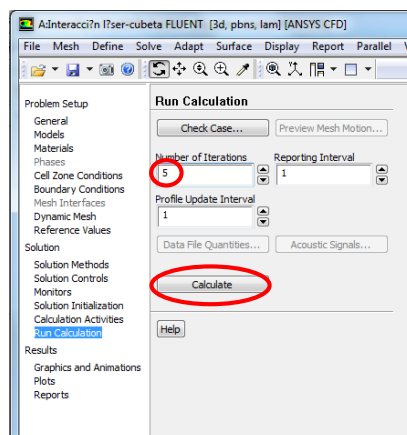 A:Interacci?n l?ser-cubeta FLUENT [3d, pbns, lam] [ANSYS CFD]
File Mesh Define Solve Adapt Surface Display Report Parallel
Problem Setup
General
Models
Materials
Phases
Cell Zone Conditions
Boundary Conditions
Mesh Interfaces
Dynamic Mesh
Reference Values
Solution
Solution Methods
Solution Controls
Monitors
Solution Initialization
Calculation Activities
Run Calculation
Results
Graphics and Animations
Plots
Reports
Run Calculation
Check Case... Preview Mesh Motion...
Number of Iterations Reporting Interval
5 1
Profile Update Interval
1
Data File Quantities... Acoustic Signals...
Calculate
Help